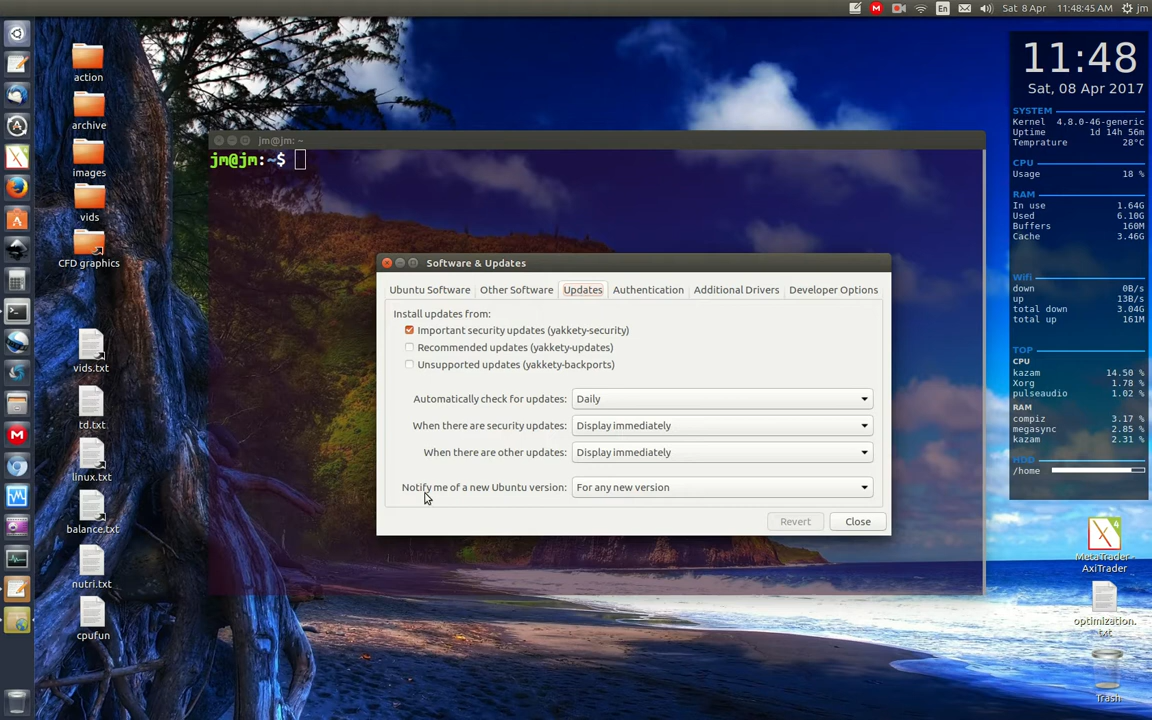 En
Sat 8 Apr
11:48:45 AM
jm
action
archive
images
vids
CFD graphics
vids.txt
td.txt
linux.txt
balance.txt
nutri.txt
cpufun
jm@jm: ~
jm@jm:~$
Software & Updates
Ubuntu Software
Other Software
Updates
Authentication
Additional Drivers
Developer Options
Install updates from:
Important security updates (yakkety-security)
Recommended updates (yakkety-updates)
Unsupported updates (yakkety-backports)
Automatically check for updates: Daily
When there are security updates: Display immediately
When there are other updates: Display immediately
Notify me of a new Ubuntu version: For any new version
Revert
Close
11:48
Sat, 08 Apr 2017
SYSTEM
Kernel 4.8.0-46-generic
Uptime 1d 14h 56m
Temprature 28°C
CPU
Usage 18 %
RAM
In use 1.64G
Used 6.10G
Buffers 160M
Cache 3.46G
Wifi
down 0B/s
up 13B/s
total down 3.04G
total up 161M
TOP
CPU
kazam 14.50 %
Xorg 1.78 %
pulseaudio 1.02 %
RAM
compiz 3.17 %
megasync 2.85 %
kazam 2.31 %
HDD
/home
MetaTrader -
AxiTrader
optimization.
txt
Trash